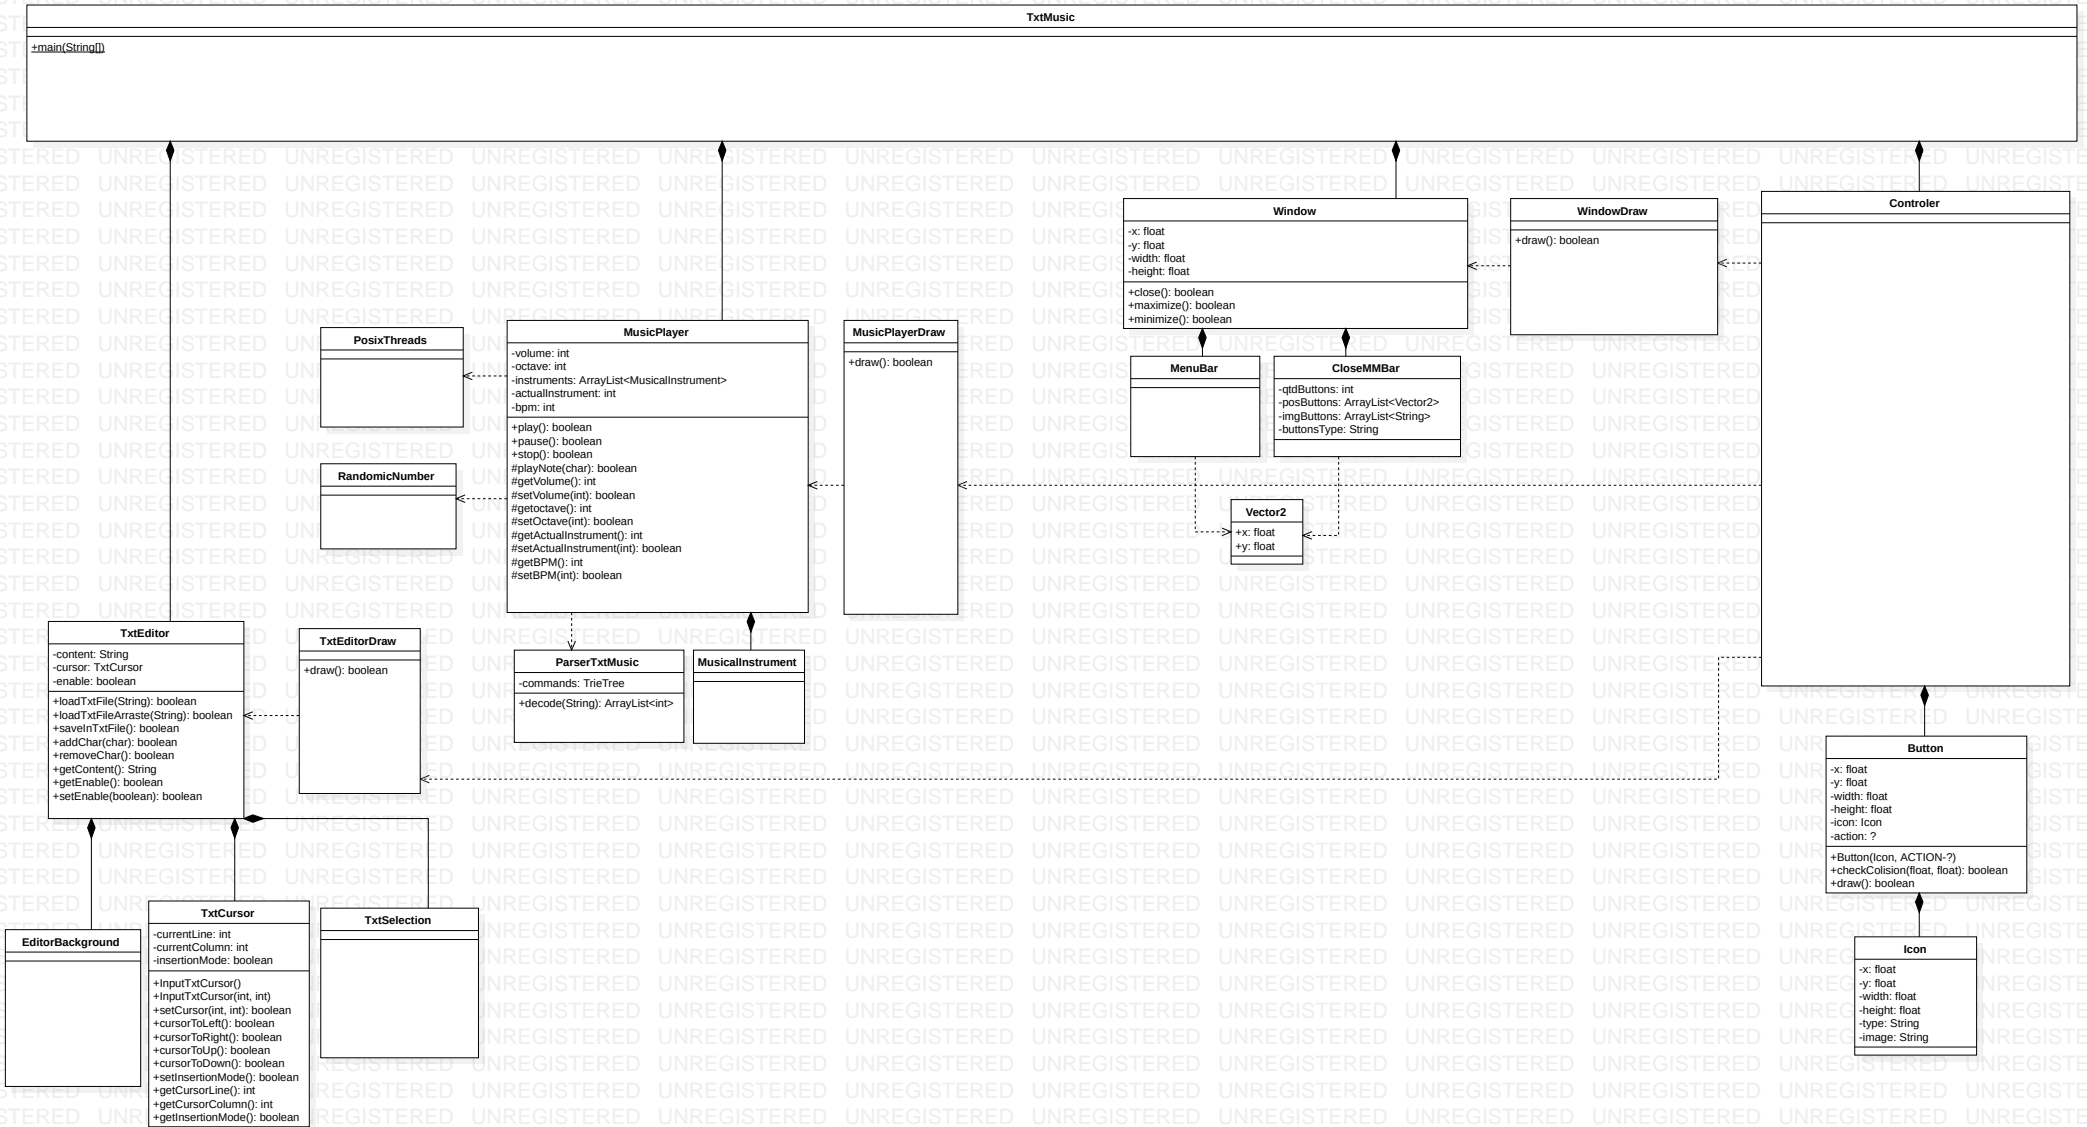 TxtMusic
+main(String[])
Window
-x: float
-y: float
-width: float
-height: float
+close(): boolean
+maximize(): boolean
+minimize(): boolean
WindowDraw
+draw(): boolean
Controler
PosixThreads
RandomicNumber
MusicPlayer
-volume: int
-octave: int
-instruments: ArrayList<MusicalInstrument>
-actualInstrument: int
-bpm: int
+play(): boolean
+pause(): boolean
+stop(): boolean
#playNote(char): boolean
#getVolume(): int
#setVolume(int): boolean
#getoctave(): int
#setOctave(int): boolean
#getActualInstrument(): int
#setActualInstrument(int): boolean
#getBPM(): int
#setBPM(int): boolean
MusicPlayerDraw
+draw(): boolean
MenuBar
CloseMMBar
-qtdButtons: int
-posButtons: ArrayList<Vector2>
-imgButtons: ArrayList<String>
-buttonsType: String
Vector2
+x: float
+y: float
TxtEditor
-content: String
-cursor: TxtCursor
-enable: boolean
+loadTxtFile(String): boolean
+loadTxtFileArraste(String): boolean
+saveInTxtFile(): boolean
+addChar(char): boolean
+removeChar(): boolean
+getContent(): String
+getEnable(): boolean
+setEnable(boolean): boolean
TxtEditorDraw
+draw(): boolean
ParserTxtMusic
-commands: TrieTree
+decode(String): ArrayList<int>
MusicalInstrument
Button
-x: float
-y: float
-width: float
-height: float
-icon: Icon
-action: ?
+Button(Icon, ACTION-?)
+checkColision(float, float): boolean
+draw(): boolean
EditorBackground
TxtCursor
-currentLine: int
-currentColumn: int
-insertionMode: boolean
+InputTxtCursor()
+InputTxtCursor(int, int)
+setCursor(int, int): boolean
+cursorToLeft(): boolean
+cursorToRight(): boolean
+cursorToUp(): boolean
+cursorToDown(): boolean
+setInsertionMode(): boolean
+getCursorLine(): int
+getCursorColumn(): int
+getInsertionMode(): boolean
TxtSelection
Icon
-x: float
-y: float
-width: float
-height: float
-type: String
-image: String
UNREGISTERED